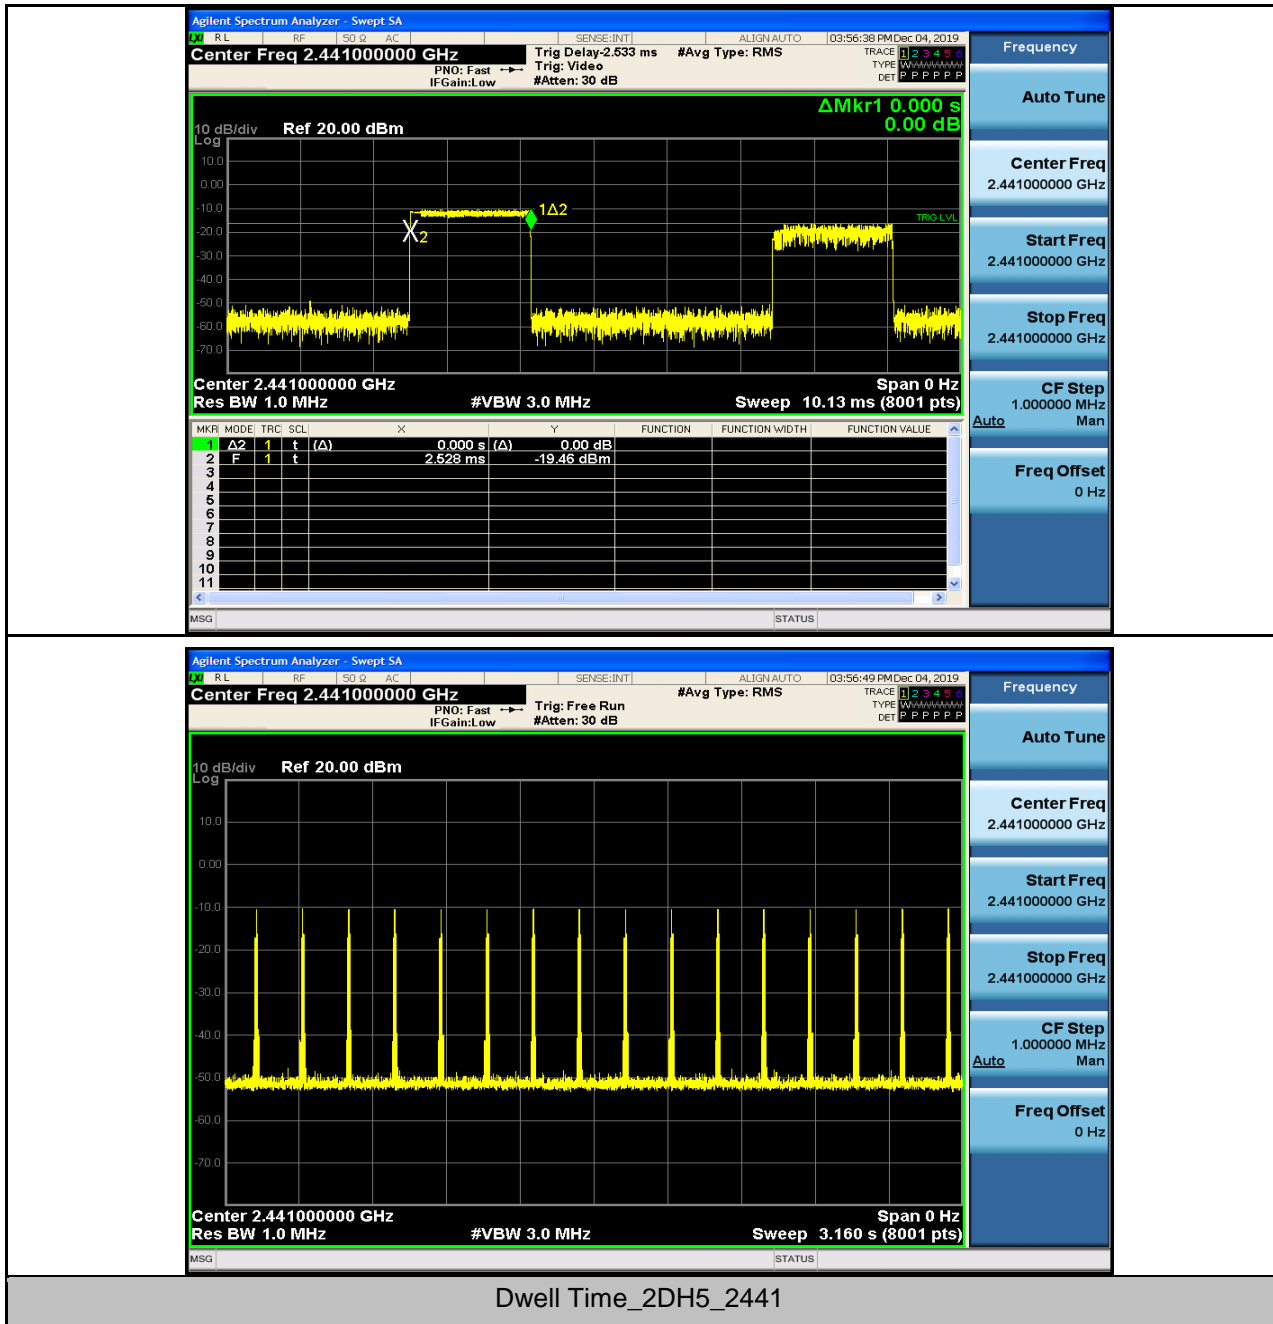 Agilent Spectrum Analyzer - Swept SA
LXI RL RF 50 Ω AC SENSE:INT ALIGN AUTO 03:56:38 PM Dec 04, 2019
Center Freq 2.441000000 GHz
PNO: Fast
IFGain:Low
Trig Delay-2.533 ms
Trig: Video
#Atten: 30 dB
#Avg Type: RMS
TRACE 1 2 3 4 5 6
TYPE W
DET P P P P P P
ΔMkr1 0.000 s
0.00 dB
10 dB/div
Log
Ref 20.00 dBm
10.0
0.00
-10.0
-20.0
-30.0
-40.0
-50.0
-60.0
-70.0
X2
1Δ2
TRIG LVL
Center 2.441000000 GHz Span 0 Hz
Res BW 1.0 MHz #VBW 3.0 MHz Sweep 10.13 ms (8001 pts)
MKR MODE TRC SCL X Y FUNCTION FUNCTION WIDTH FUNCTION VALUE
1 Δ2 1 t (Δ) 0.000 s (Δ) 0.00 dB
2 F 1 t 2.528 ms -19.46 dBm
3
4
5
6
7
8
9
10
11
MSG STATUS
Frequency
Auto Tune
Center Freq
2.441000000 GHz
Start Freq
2.441000000 GHz
Stop Freq
2.441000000 GHz
CF Step
1.000000 MHz
Auto Man
Freq Offset
0 Hz
Agilent Spectrum Analyzer - Swept SA
LXI RL RF 50 Ω AC SENSE:INT ALIGN AUTO 03:56:49 PM Dec 04, 2019
Center Freq 2.441000000 GHz
PNO: Fast
IFGain:Low
Trig: Free Run
#Atten: 30 dB
#Avg Type: RMS
TRACE 1 2 3 4 5 6
TYPE W
DET P P P P P P
10 dB/div
Log
Ref 20.00 dBm
10.0
0.00
-10.0
-20.0
-30.0
-40.0
-50.0
-60.0
-70.0
Center 2.441000000 GHz Span 0 Hz
Res BW 1.0 MHz #VBW 3.0 MHz Sweep 3.160 s (8001 pts)
MSG STATUS
Frequency
Auto Tune
Center Freq
2.441000000 GHz
Start Freq
2.441000000 GHz
Stop Freq
2.441000000 GHz
CF Step
1.000000 MHz
Auto Man
Freq Offset
0 Hz
Dwell Time_2DH5_2441